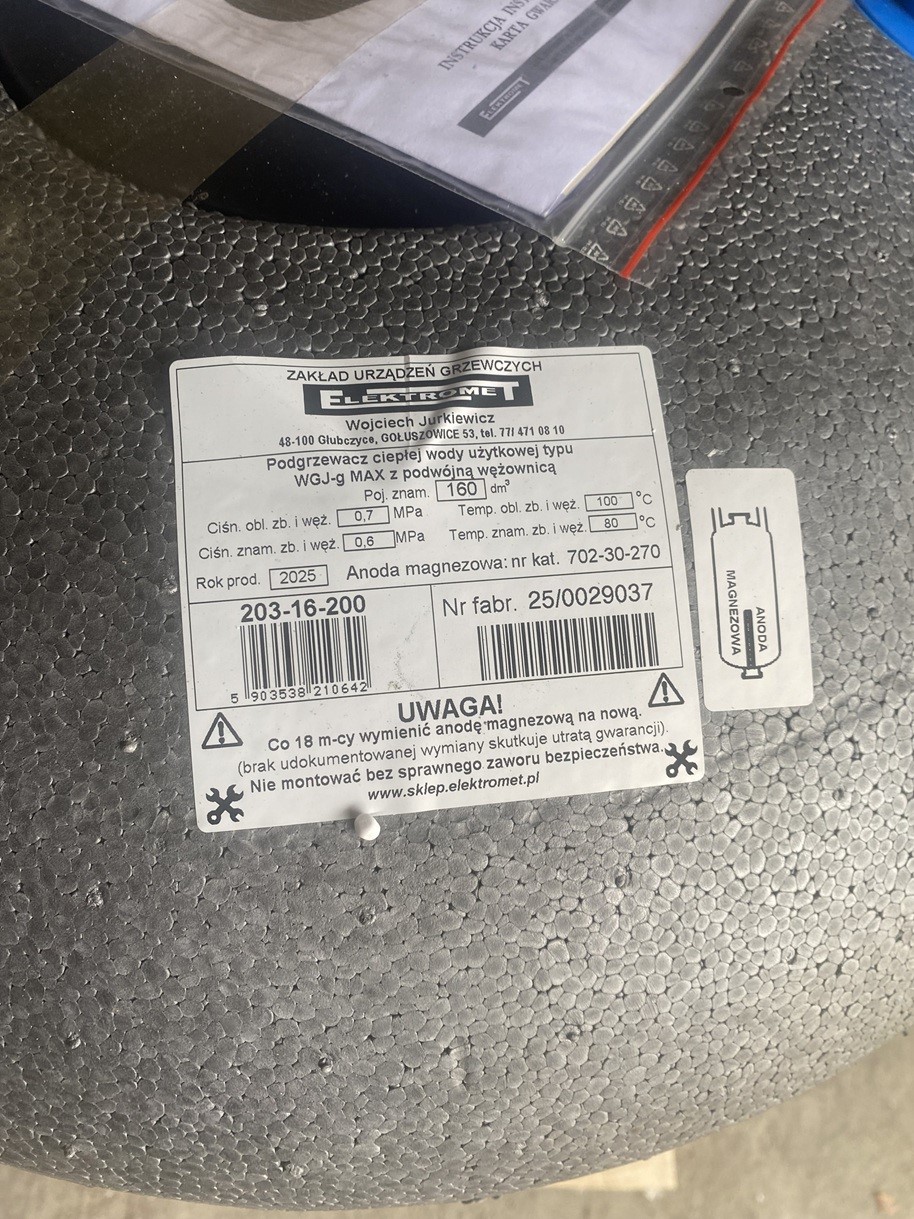 INSTRUKCJA
KARTA
ELEKTROMET
ZAKŁAD URZĄDZEŃ GRZEWCZYCH
ELEKTROMET
Wojciech Jurkiewicz
48-100 Głubczyce, GOŁUSZOWICE 53, tel. 77/ 471 08 10
Podgrzewacz ciepłej wody użytkowej typu
WGJ-g MAX z podwójną wężownicą
Poj. znam. 160 dm³
Ciśn. obl. zb. i węż. 0,7 MPa Temp. obl. zb. i węż. 100 °C
Ciśn. znam. zb. i węż. 0,6 MPa Temp. znam. zb. i węż. 80 °C
Rok prod. 2025 Anoda magnezowa: nr kat. 702-30-270
203-16-200
5 903538 210642
Nr fabr. 25/0029037
UWAGA!
Co 18 m-cy wymienić anodę magnezową na nową.
(brak udokumentowanej wymiany skutkuje utratą gwarancji).
Nie montować bez sprawnego zaworu bezpieczeństwa.
www.sklep.elektromet.pl
ANODA
MAGNEZOWA